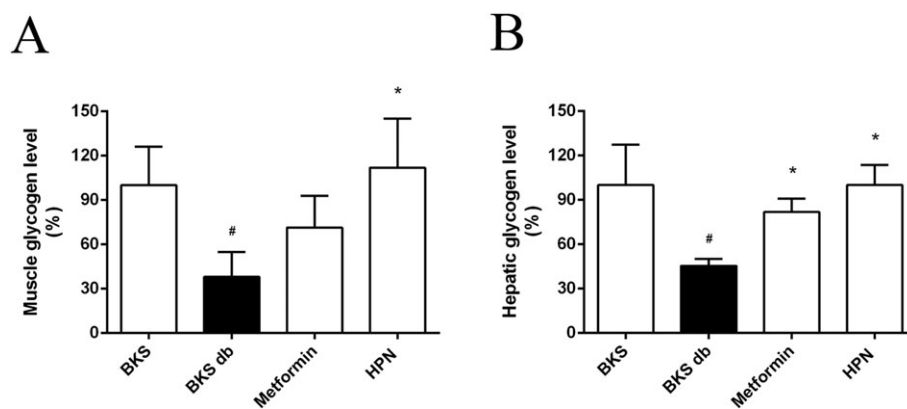 A
Muscle glycogen level
(%)
150
120
90
60
30
0
#
*
BKS
BKS db
Metformin
HPN
B
Hepatic glycogen level
(%)
150
120
90
60
30
0
#
*
*
BKS
BKS db
Metformin
HPN